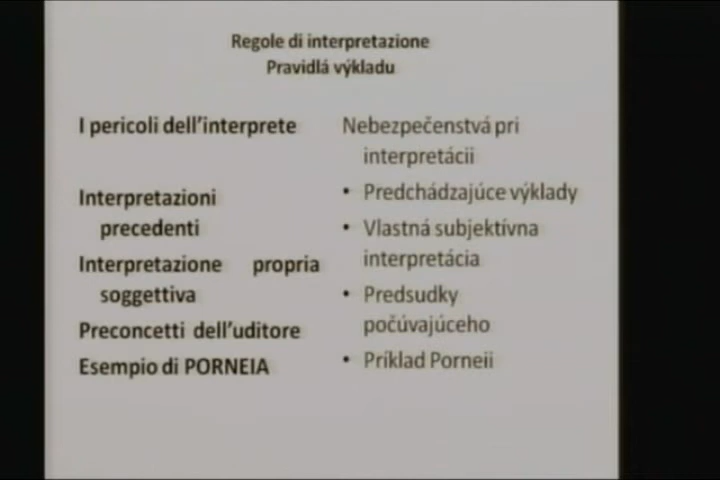 Regole di interpretazione
Pravidlá výkladu
I pericoli dell'interprete
Interpretazioni
precedenti
Interpretazione propria
soggettiva
Preconcetti dell'uditore
Esempio di PORNEIA
Nebezpečenstvá pri
interpretácii
• Predchádzajúce výklady
• Vlastná subjektívna
interpretácia
• Predsudky
počúvajúceho
• Príklad Porneii